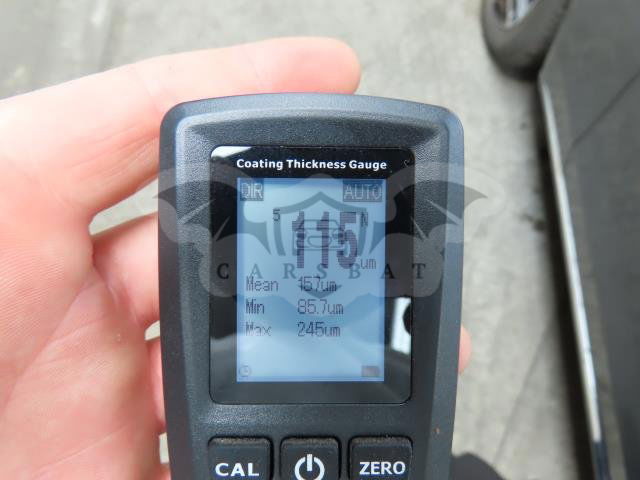 Coating Thickness Gauge
DIR AUTO
5 N
115 um
CARSBAT
Mean 157um
Min 85.7um
Max 245um
CAL ZERO